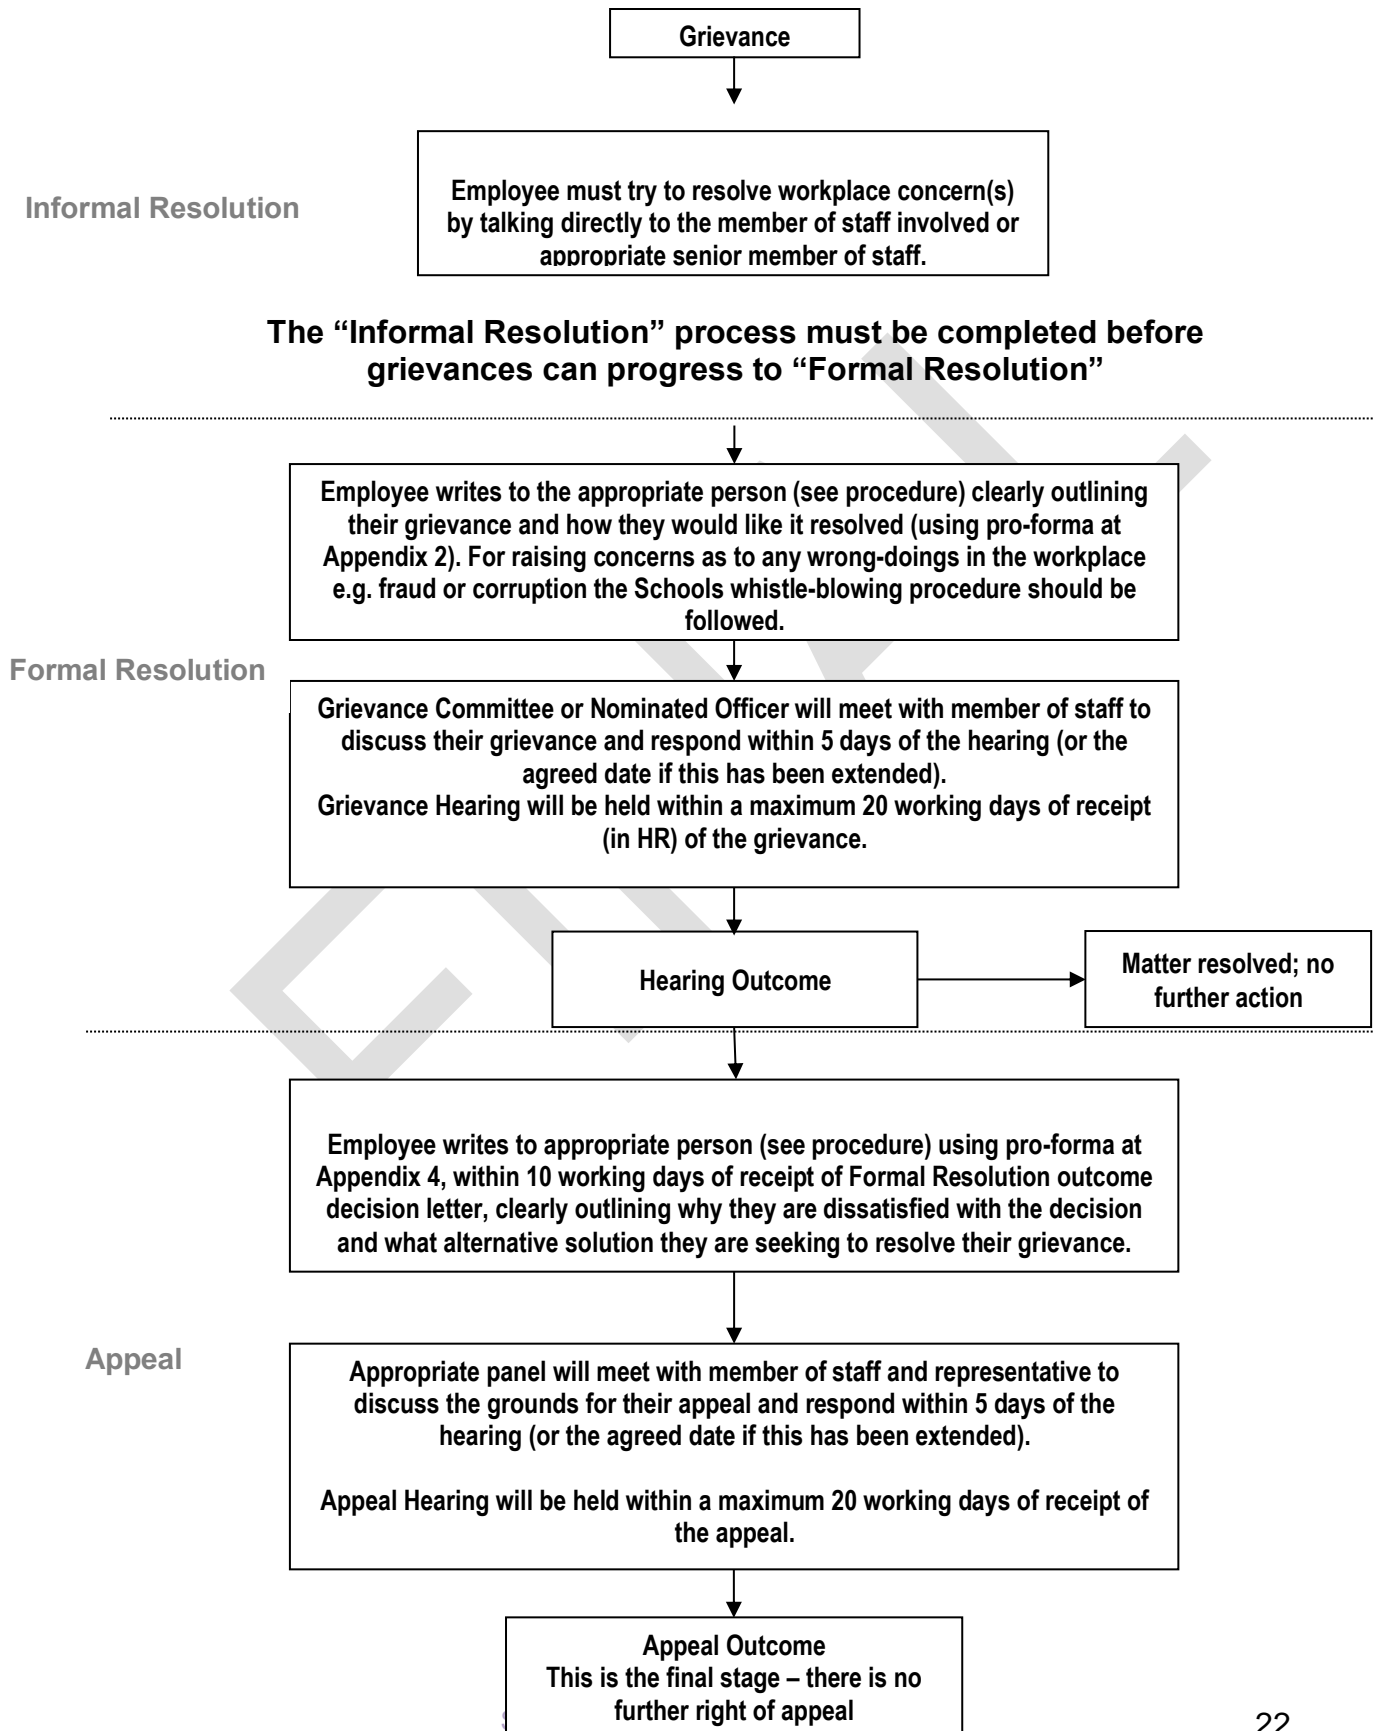 Grievance
Informal Resolution
Employee must try to resolve workplace concern(s)
by talking directly to the member of staff involved or
appropriate senior member of staff.
The “Informal Resolution” process must be completed before
grievances can progress to “Formal Resolution”
Employee writes to the appropriate person (see procedure) clearly outlining
their grievance and how they would like it resolved (using pro-forma at
Appendix 2). For raising concerns as to any wrong-doings in the workplace
e.g. fraud or corruption the Schools whistle-blowing procedure should be
followed.
Formal Resolution
Grievance Committee or Nominated Officer will meet with member of staff to
discuss their grievance and respond within 5 days of the hearing (or the
agreed date if this has been extended).
Grievance Hearing will be held within a maximum 20 working days of receipt
(in HR) of the grievance.
Hearing Outcome
Matter resolved; no
further action
Employee writes to appropriate person (see procedure) using pro-forma at
Appendix 4, within 10 working days of receipt of Formal Resolution outcome
decision letter, clearly outlining why they are dissatisfied with the decision
and what alternative solution they are seeking to resolve their grievance.
Appeal
Appropriate panel will meet with member of staff and representative to
discuss the grounds for their appeal and respond within 5 days of the
hearing (or the agreed date if this has been extended).
Appeal Hearing will be held within a maximum 20 working days of receipt of
the appeal.
Appeal Outcome
This is the final stage – there is no
further right of appeal
22
FINAL